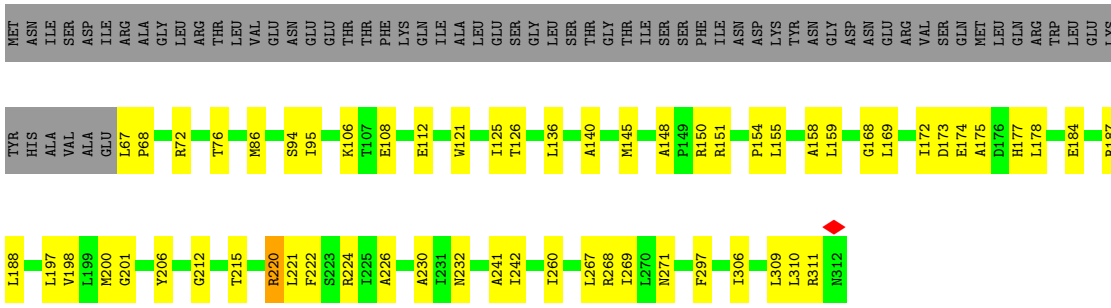 MET ASN ILE SER ASP ILE ARG ALA GLY LEU ARG THR LEU VAL GLU ASN GLU GLU THR PHE LYS GLN ILE ALA LEU GLU SER GLY LEU SER THR GLY THR ILE SER SER PHE ILE ASN ASP LYS TYR ASN GLY ASP ASN GLU ARG VAL SER GLN MET LEU GLN ARG TRP LEU GLU LYS
TYR HIS ALA VAL ALA GLU L67 P68 R72 T76 M86 S94 I95 K106 T107 E108 E112 W121 I125 T126 L136 A140 M145 A148 P149 R150 R151 P154 L155 A158 L159 G168 L169 I172 D173 E174 A175 D176 H177 L178 E184 R187
L188 L197 V198 L199 M200 G201 Y206 G212 T215 R220 L221 F222 S223 R224 I225 A226 A230 I231 N232 A241 I242 I260 L267 R268 I269 L270 N271 F297 I306 L309 L310 R311 N312